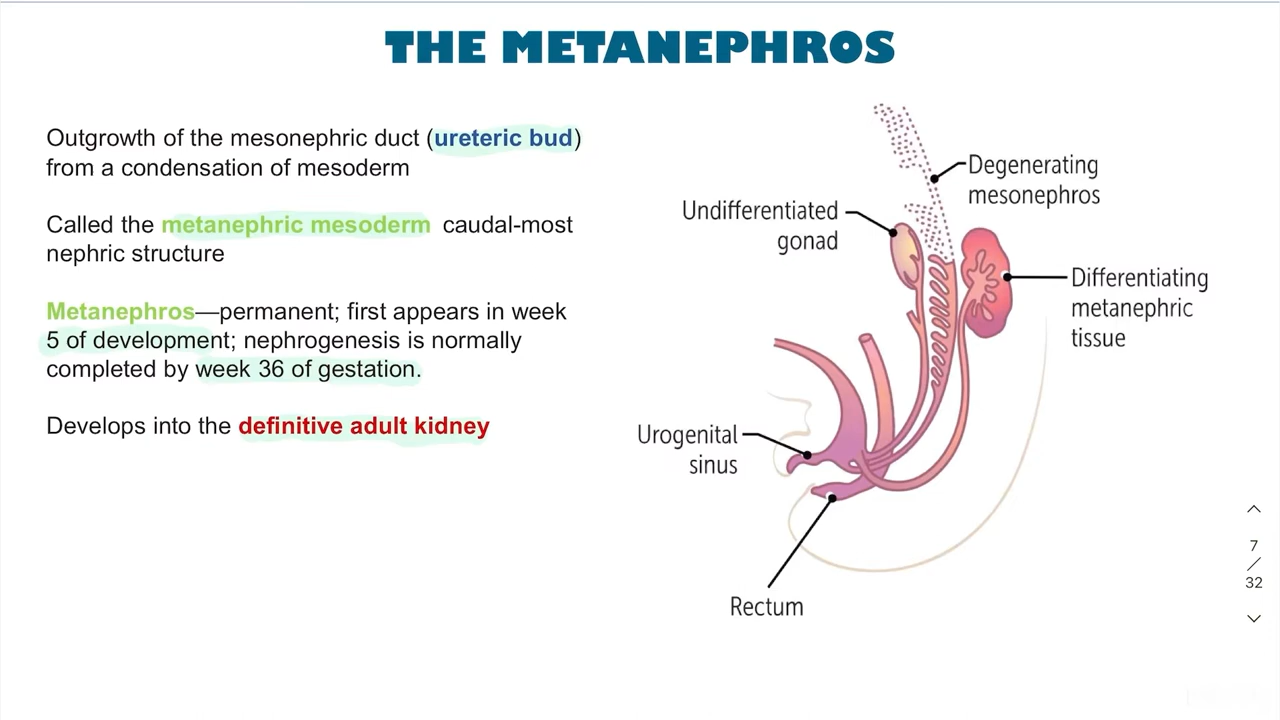 THE METANEPHROS
Outgrowth of the mesonephric duct (ureteric bud)
from a condensation of mesoderm
Called the metanephric mesoderm caudal-most
nephric structure
Metanephros—permanent; first appears in week
5 of development; nephrogenesis is normally
completed by week 36 of gestation.
Develops into the definitive adult kidney
Degenerating
mesonephros
Undifferentiated
gonad
Differentiating
metanephric
tissue
Urogenital
sinus
Rectum
7
/
32